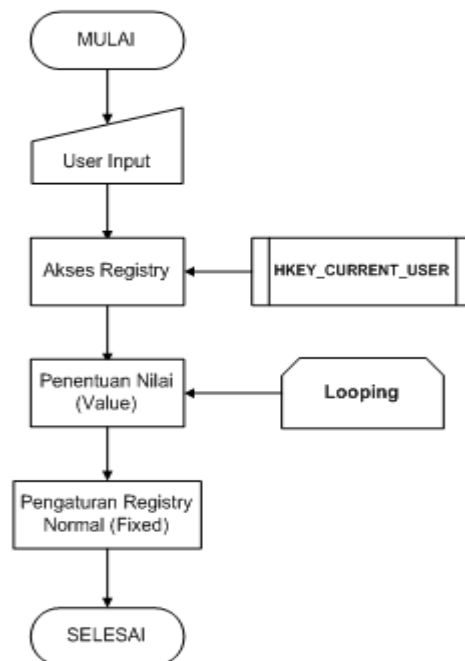 MULAI
User Input
Akses Registry
HKEY_CURRENT_USER
Penentuan Nilai
(Value)
Looping
Pengaturan Registry
Normal (Fixed)
SELESAI